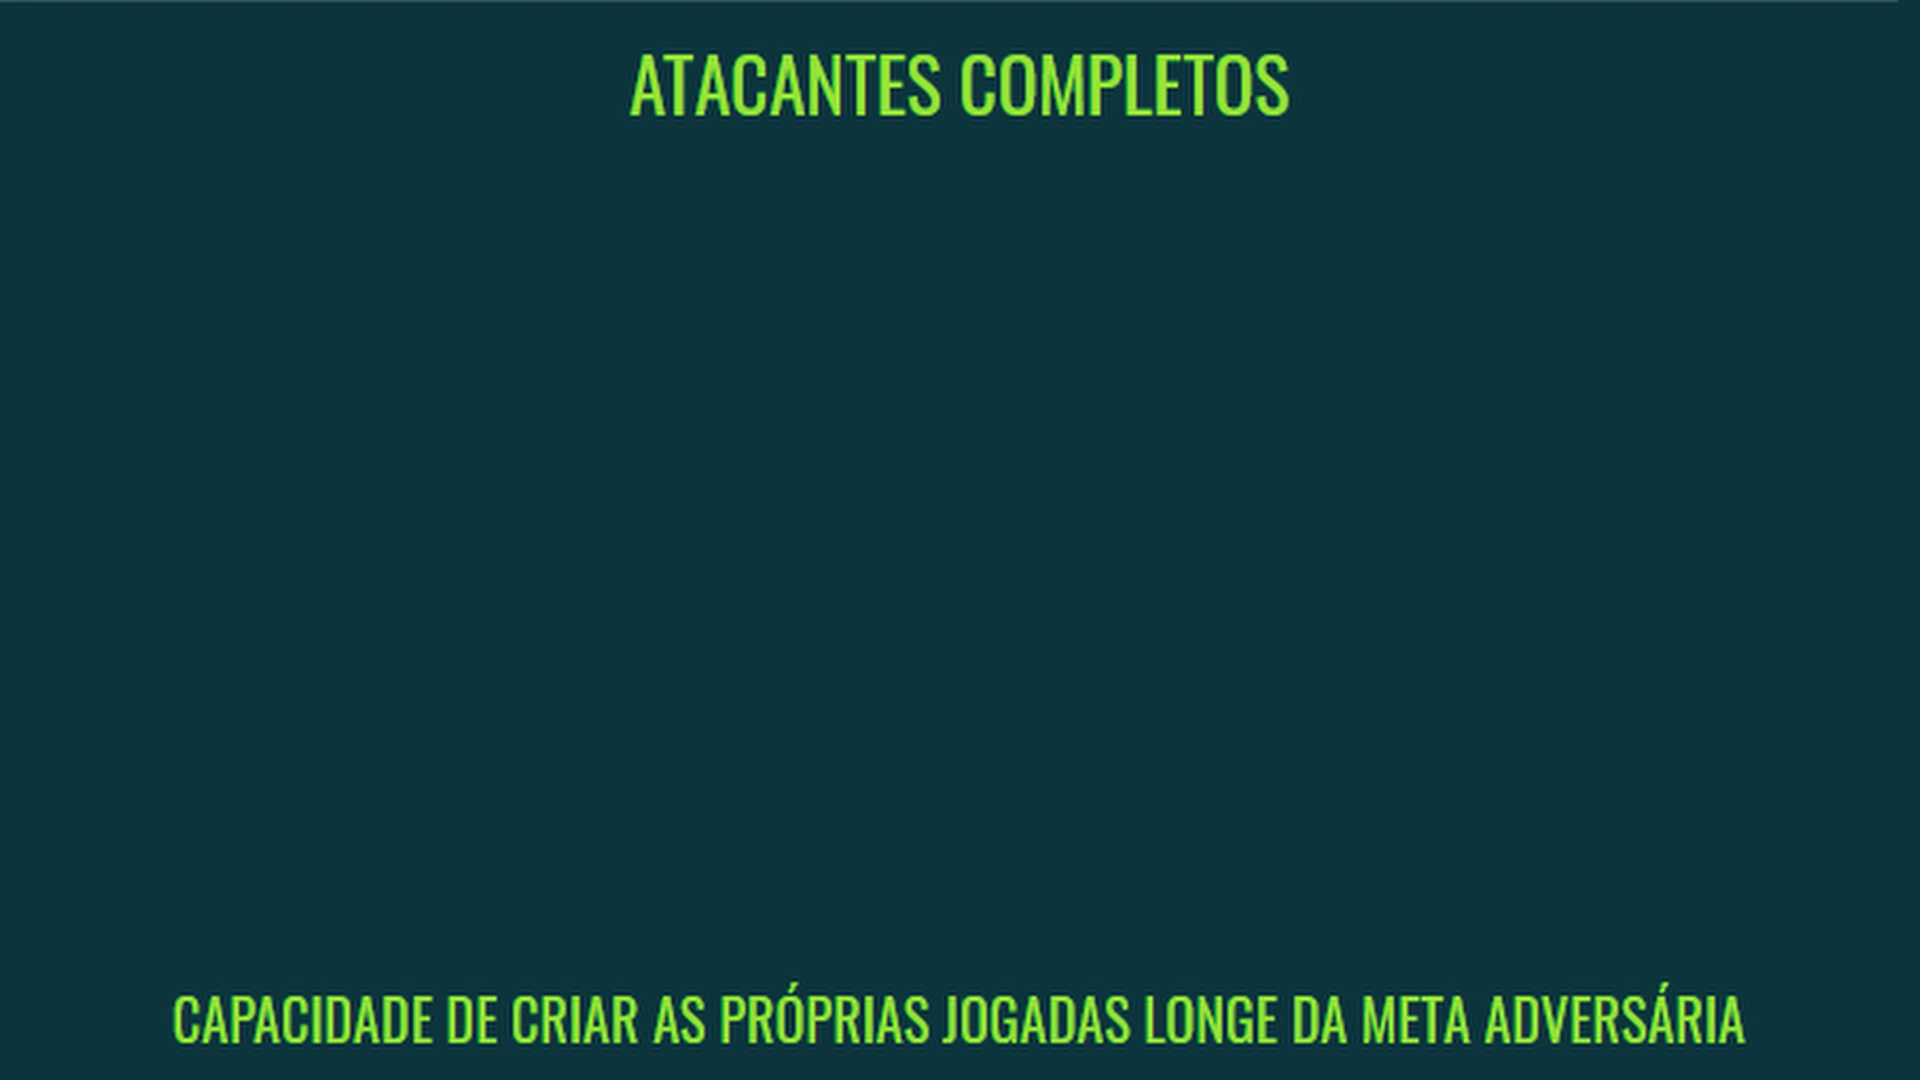 ATACANTES COMPLETOS
CAPACIDADE DE CRIAR AS PRÓPRIAS JOGADAS LONGE DA META ADVERSÁRIA